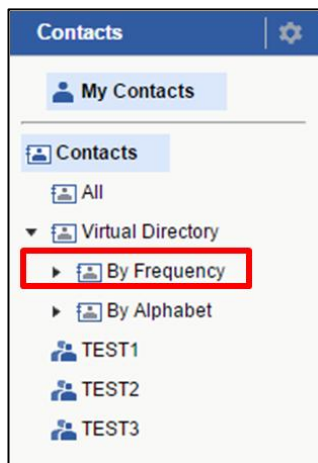 Contacts
My Contacts
Contacts
All
Virtual Directory
By Frequency
By Alphabet
TEST1
TEST2
TEST3